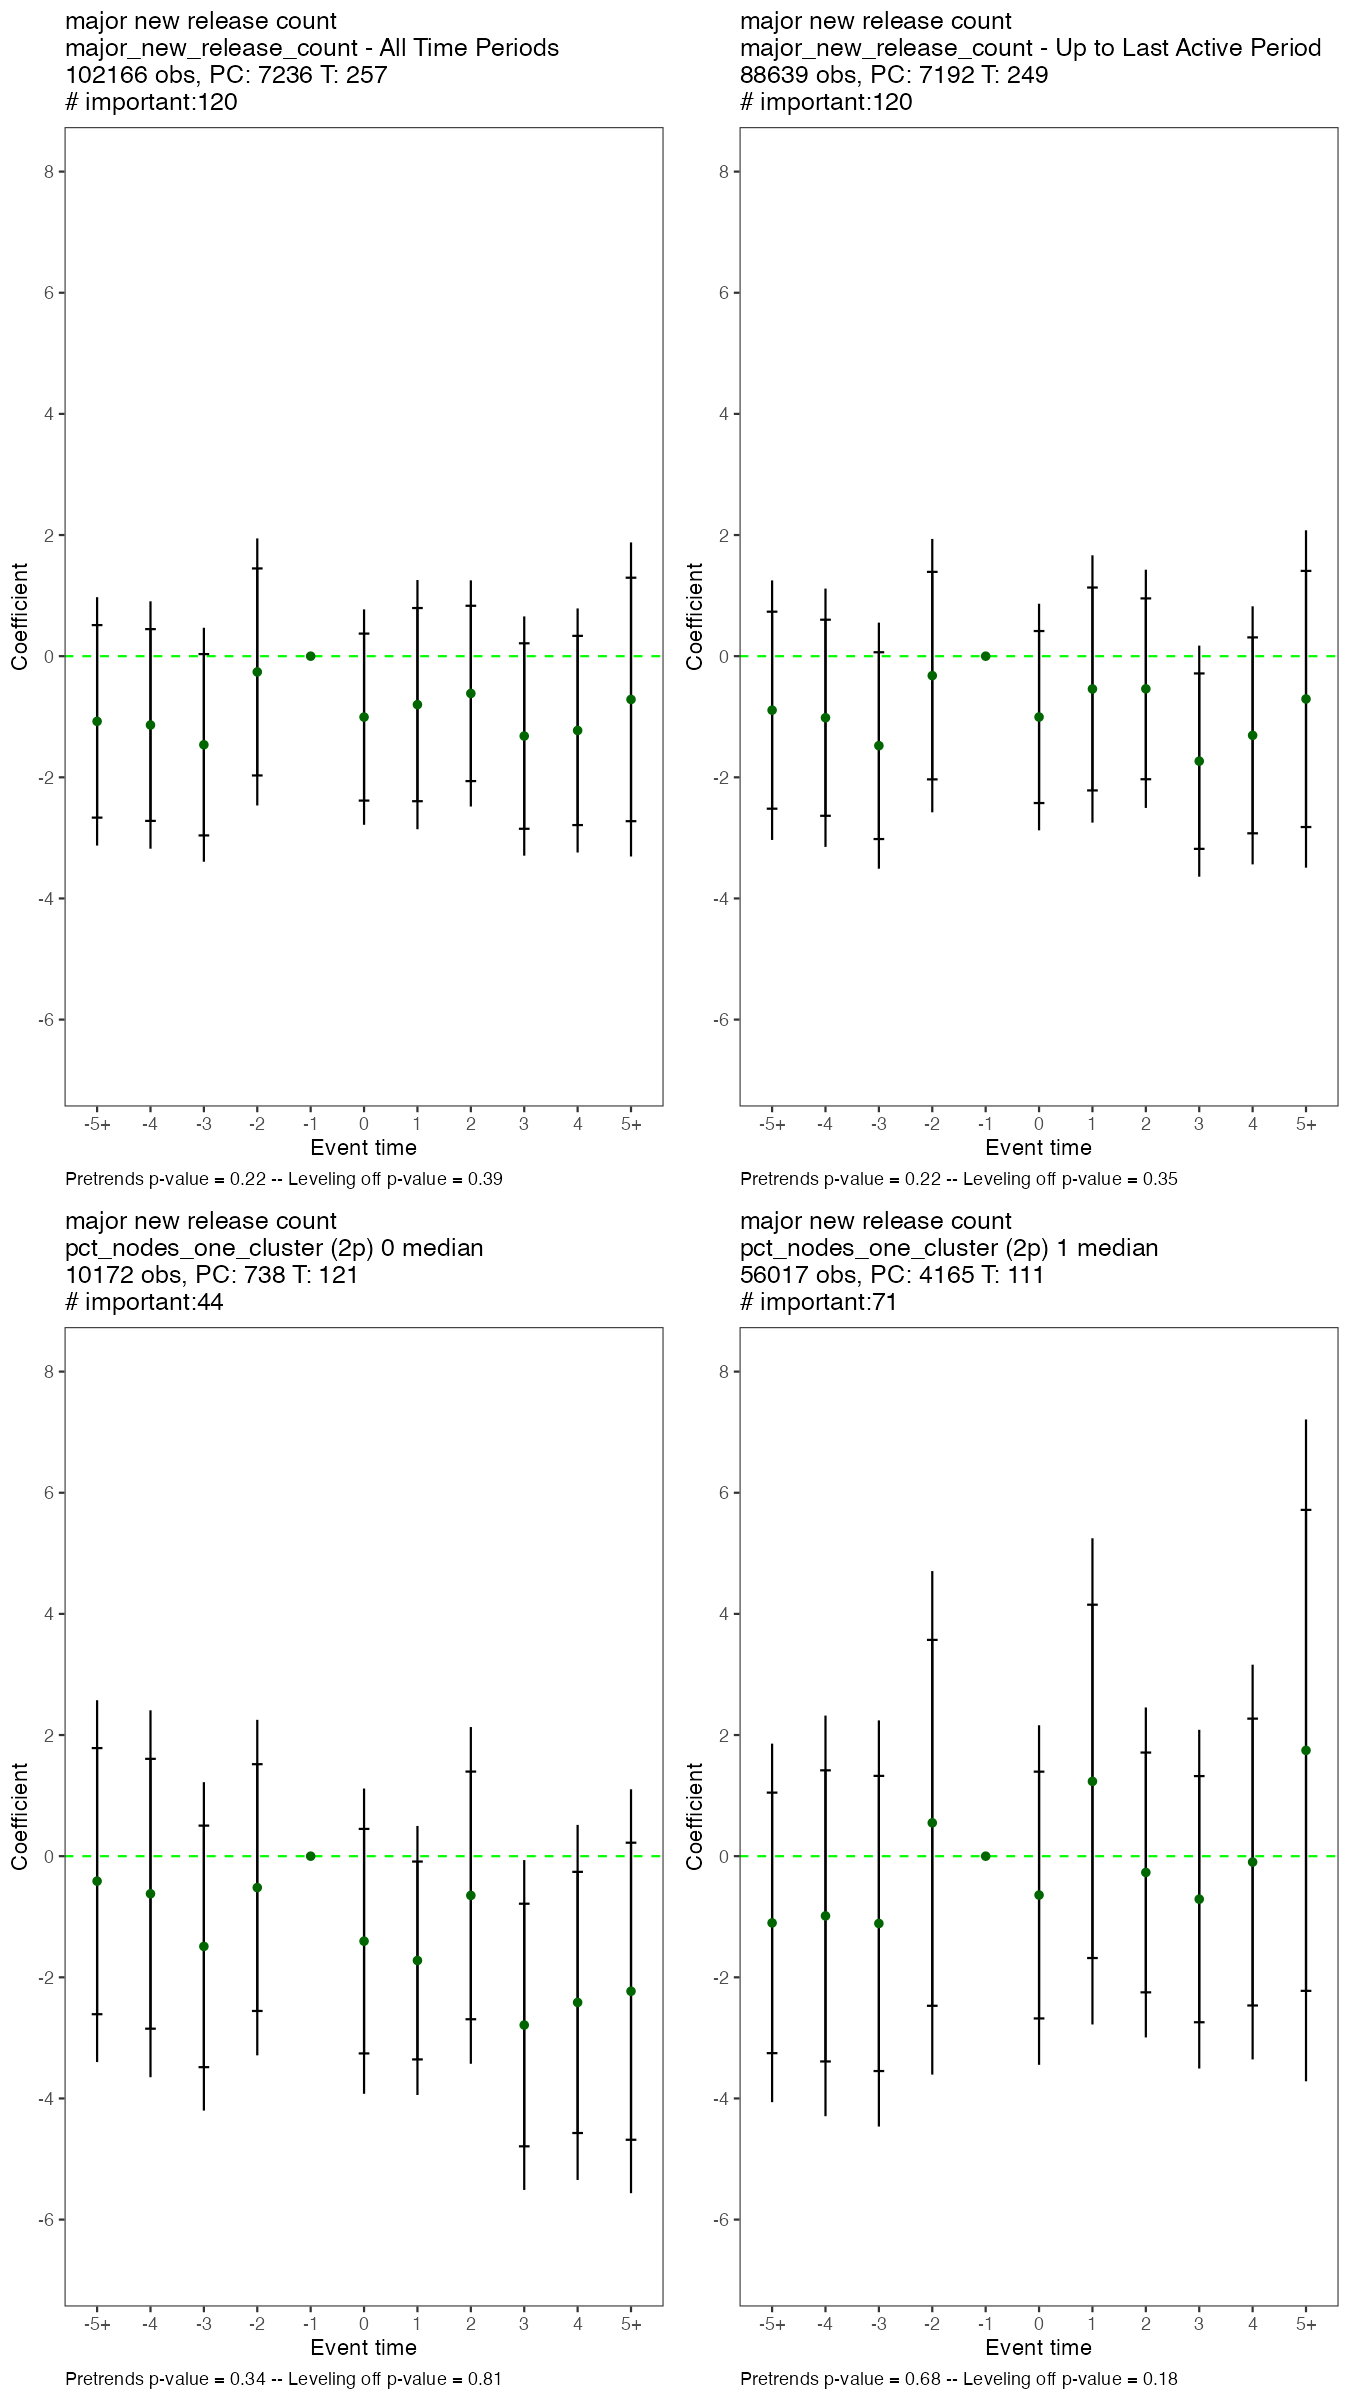 major new release count
major_new_release_count - All Time Periods
102166 obs, PC: 7236 T: 257
# important:120
8
6
4
2
0
-2
-4
-6
Coefficient
-5+ -4 -3 -2 -1 0 1 2 3 4 5+
Event time
Pretrends p-value = 0.22 -- Leveling off p-value = 0.39
major new release count
major_new_release_count - Up to Last Active Period
88639 obs, PC: 7192 T: 249
# important:120
8
6
4
2
0
-2
-4
-6
Coefficient
-5+ -4 -3 -2 -1 0 1 2 3 4 5+
Event time
Pretrends p-value = 0.22 -- Leveling off p-value = 0.35
major new release count
pct_nodes_one_cluster (2p) 0 median
10172 obs, PC: 738 T: 121
# important:44
8
6
4
2
0
-2
-4
-6
Coefficient
-5+ -4 -3 -2 -1 0 1 2 3 4 5+
Event time
Pretrends p-value = 0.34 -- Leveling off p-value = 0.81
major new release count
pct_nodes_one_cluster (2p) 1 median
56017 obs, PC: 4165 T: 111
# important:71
8
6
4
2
0
-2
-4
-6
Coefficient
-5+ -4 -3 -2 -1 0 1 2 3 4 5+
Event time
Pretrends p-value = 0.68 -- Leveling off p-value = 0.18